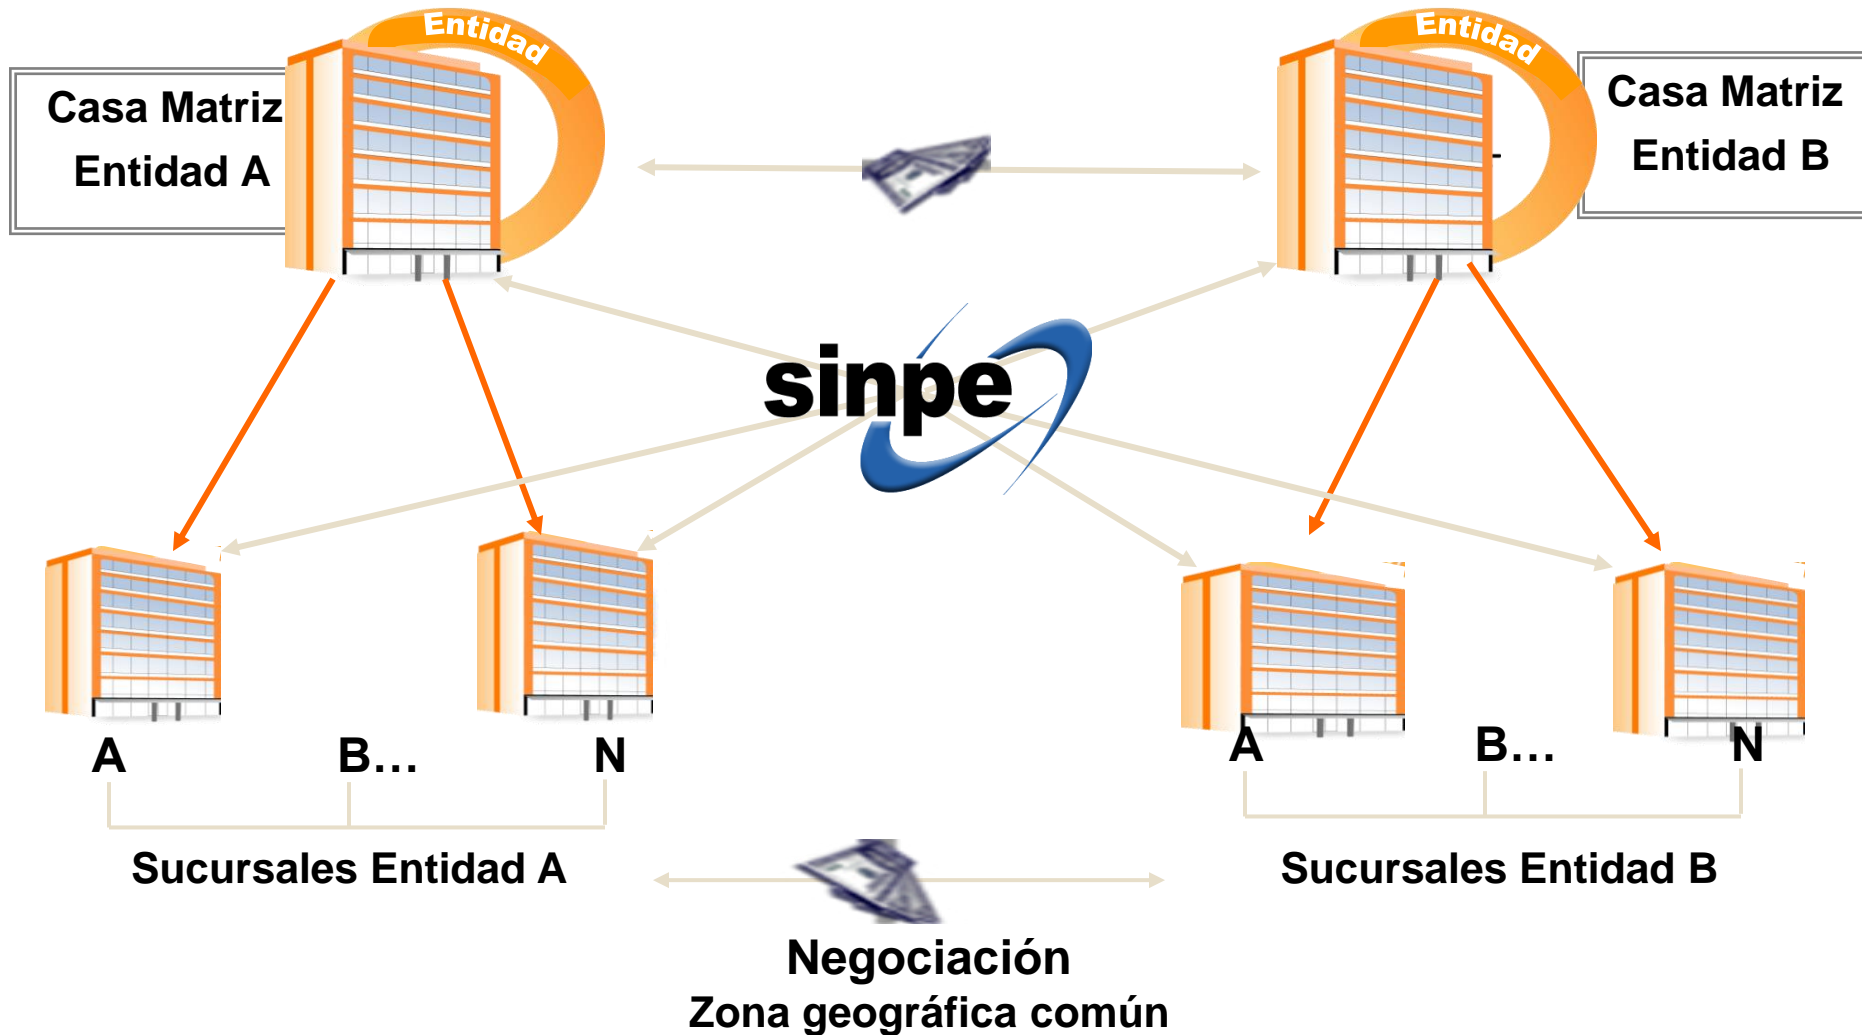 Entidad
Entidad
Casa Matriz
Entidad A
Casa Matriz
Entidad B
sinpe
A B… N
A B… N
Sucursales Entidad A
Sucursales Entidad B
Negociación
Zona geográfica común